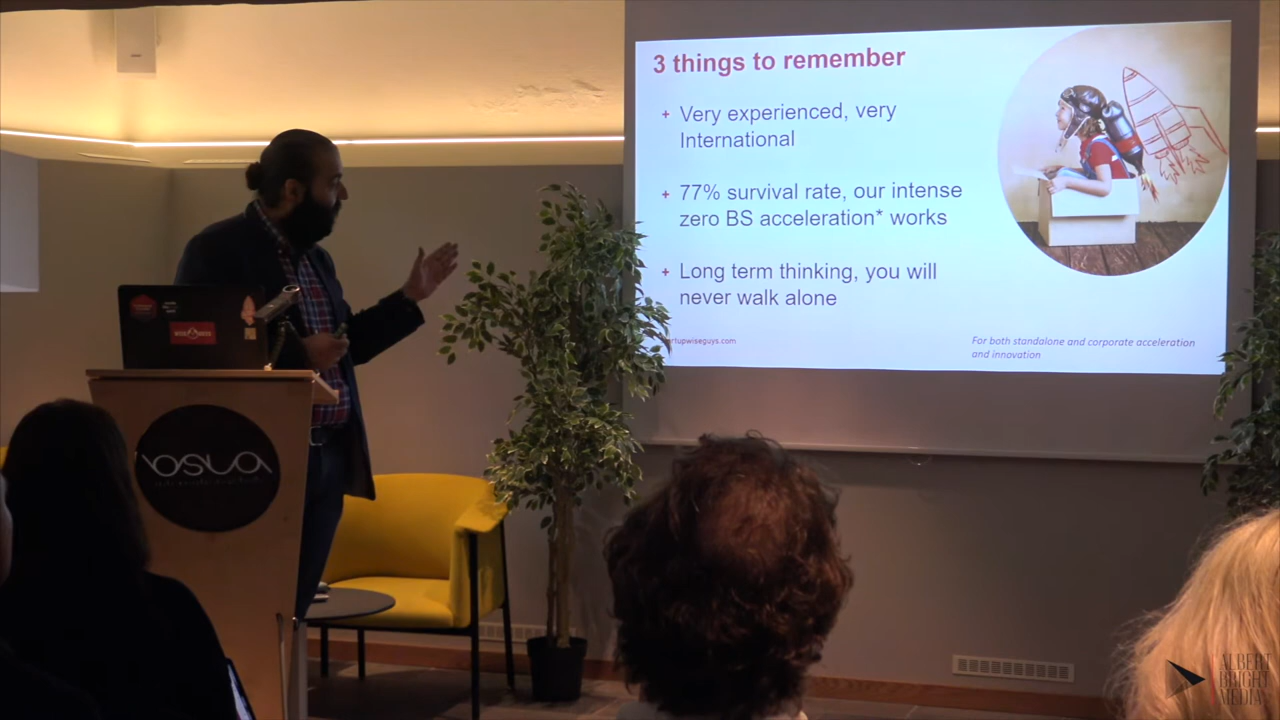 3 things to remember
+ Very experienced, very
International
+ 77% survival rate, our intense
zero BS acceleration* works
+ Long term thinking, you will
never walk alone
rtupwiseguys.com
For both standalone and corporate acceleration
and innovation
OSLO
ALBERT
BRIGHT
MEDIA